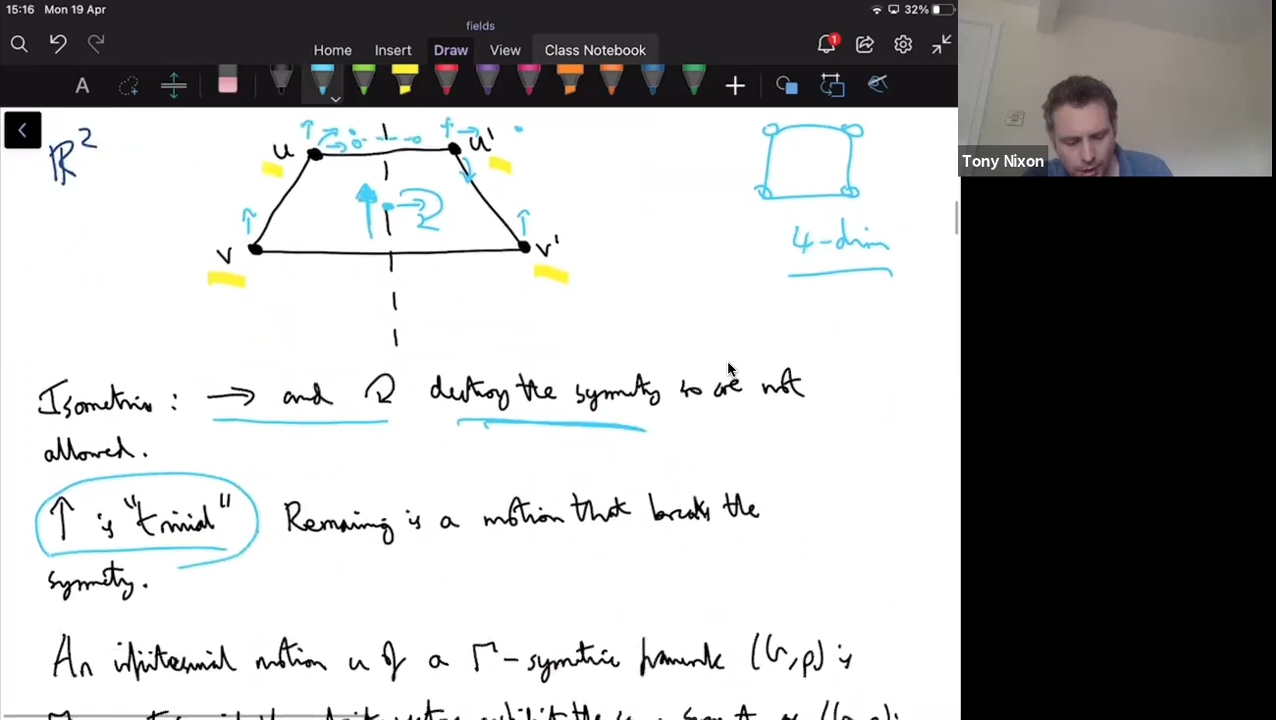 15:16 Mon 19 Apr
32%
fields
Home Insert Draw View Class Notebook
1
A
Tony Nixon
ℝ²
u u'
v v'
4-dim
Isometries : → and ↻ destroy the symmetry so are not
allowed.
↑ is "trivial" Remaining is a motion that breaks the
symmetry.
An infinitesimal motion u of a Γ-symmetric framework (G,p) is